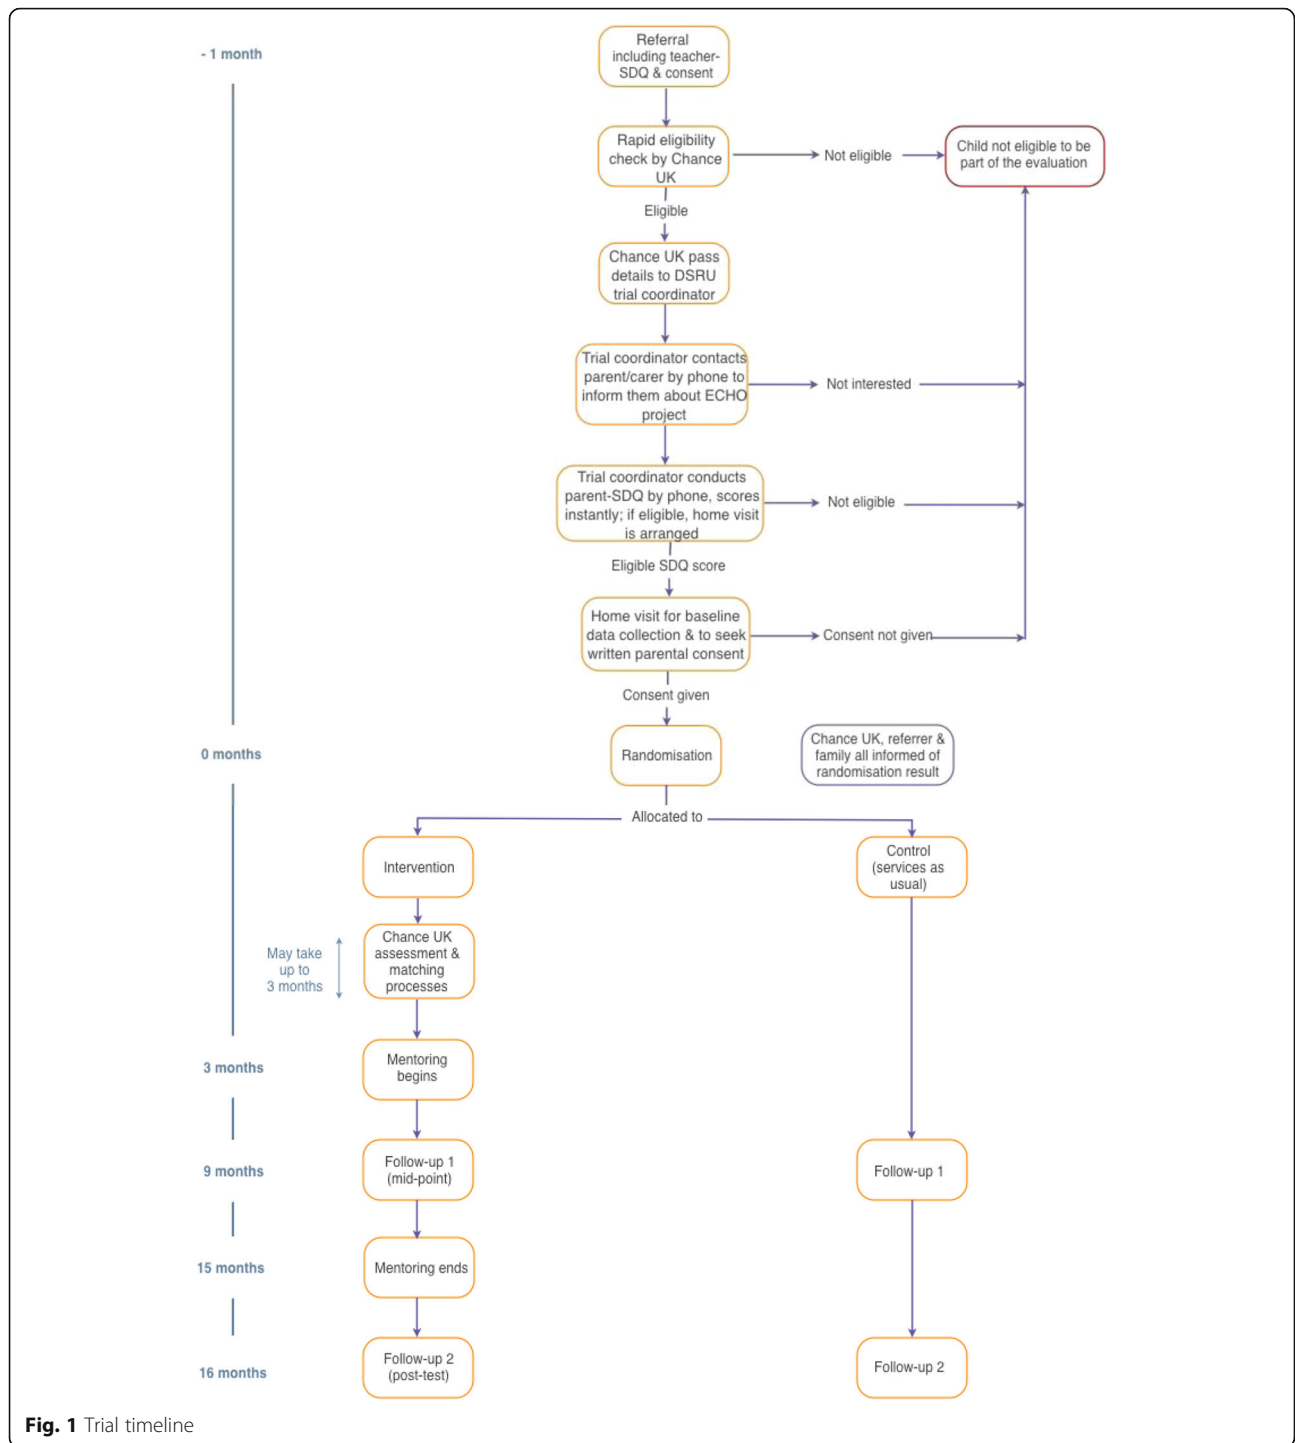 - 1 month
Referral
including teacher-
SDQ & consent
Rapid eligibility
check by Chance
UK
Not eligible
Child not eligible to be
part of the evaluation
Eligible
Chance UK pass
details to DSRU
trial coordinator
Trial coordinator contacts
parent/carer by phone to
inform them about ECHO
project
Not interested
Trial coordinator conducts
parent-SDQ by phone, scores
instantly; if eligible, home visit
is arranged
Not eligible
Eligible SDQ score
Home visit for baseline
data collection & to seek
written parental consent
Consent not given
Consent given
0 months
Randomisation
Chance UK, referrer &
family all informed of
randomisation result
Allocated to
Intervention
Control
(services as
usual)
May take
up to
3 months
Chance UK
assessment &
matching
processes
3 months
Mentoring
begins
9 months
Follow-up 1
(mid-point)
Follow-up 1
15 months
Mentoring ends
16 months
Follow-up 2
(post-test)
Follow-up 2
Fig. 1 Trial timeline